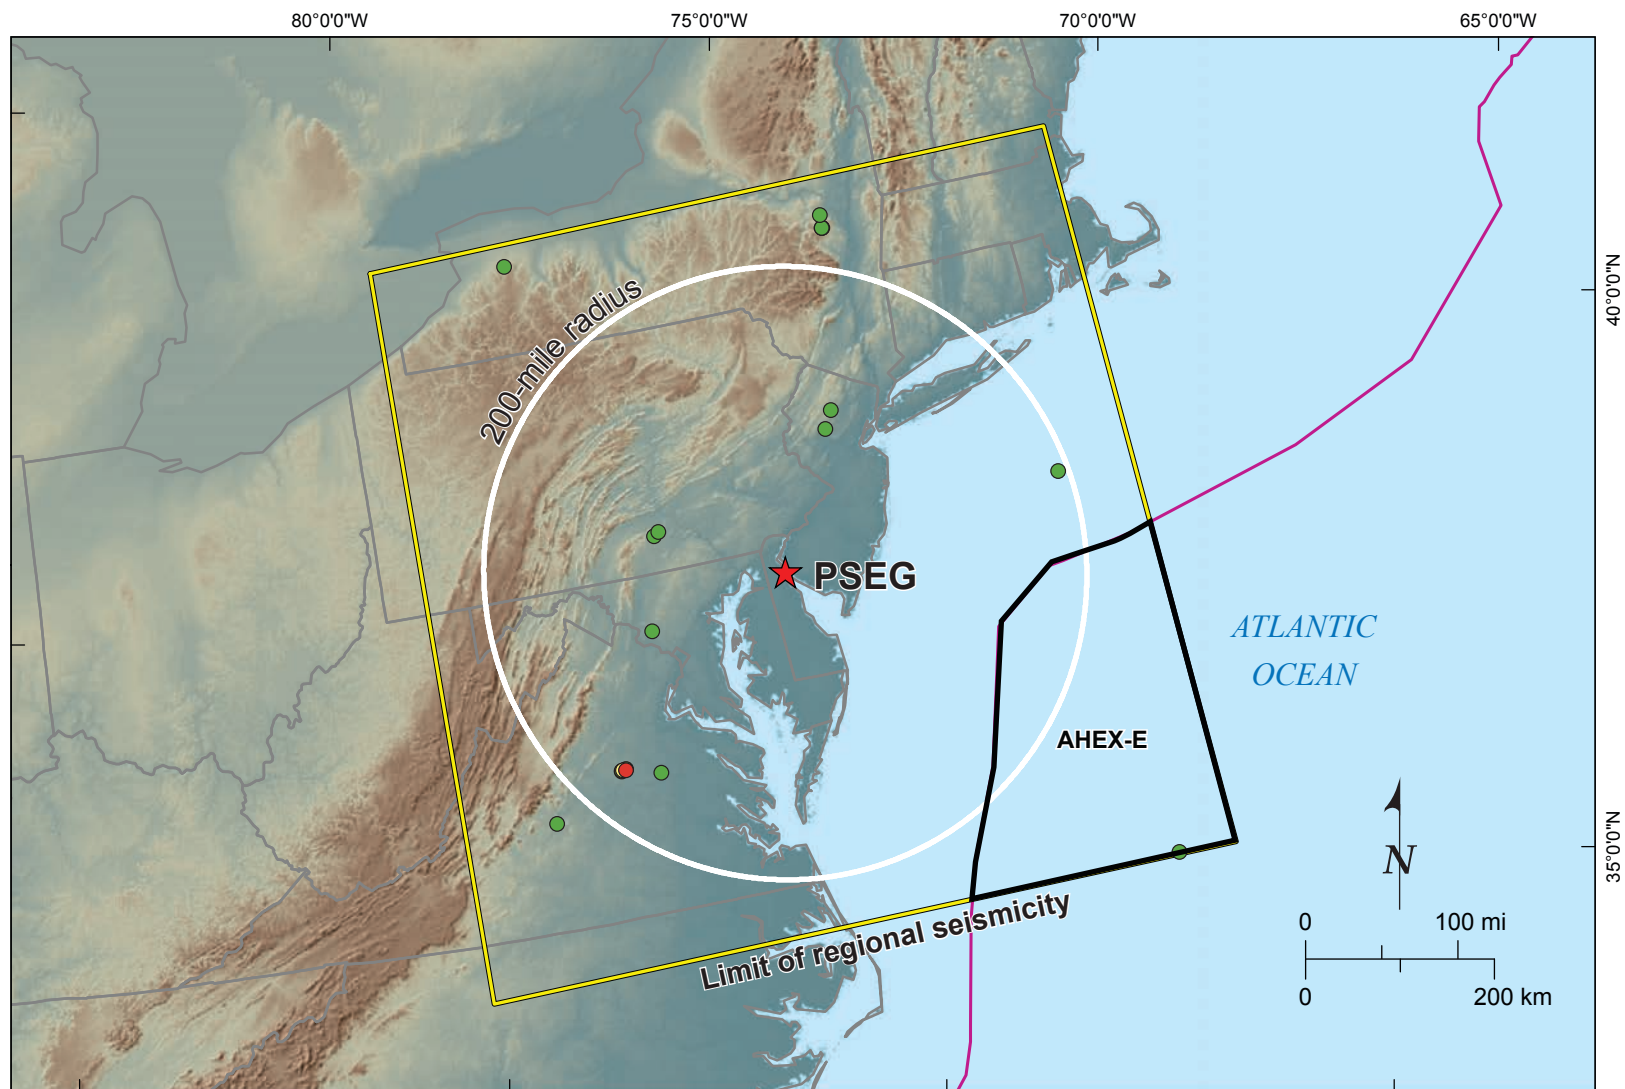 80°0'0"W
75°0'0"W
70°0'0"W
65°0'0"W
40°0'0"N
200-mile radius
PSEG
ATLANTIC
OCEAN
AHEX-E
35°0'0"N
N
Limit of regional seismicity
0 100 mi
0 200 km